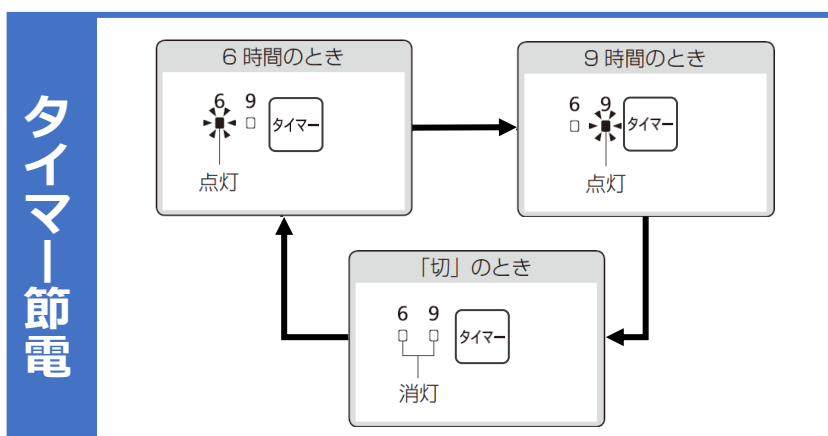 タイマー節電
6時間のとき
6 9
タイマー
点灯
9時間のとき
6 9
タイマー
点灯
「切」のとき
6 9
タイマー
消灯